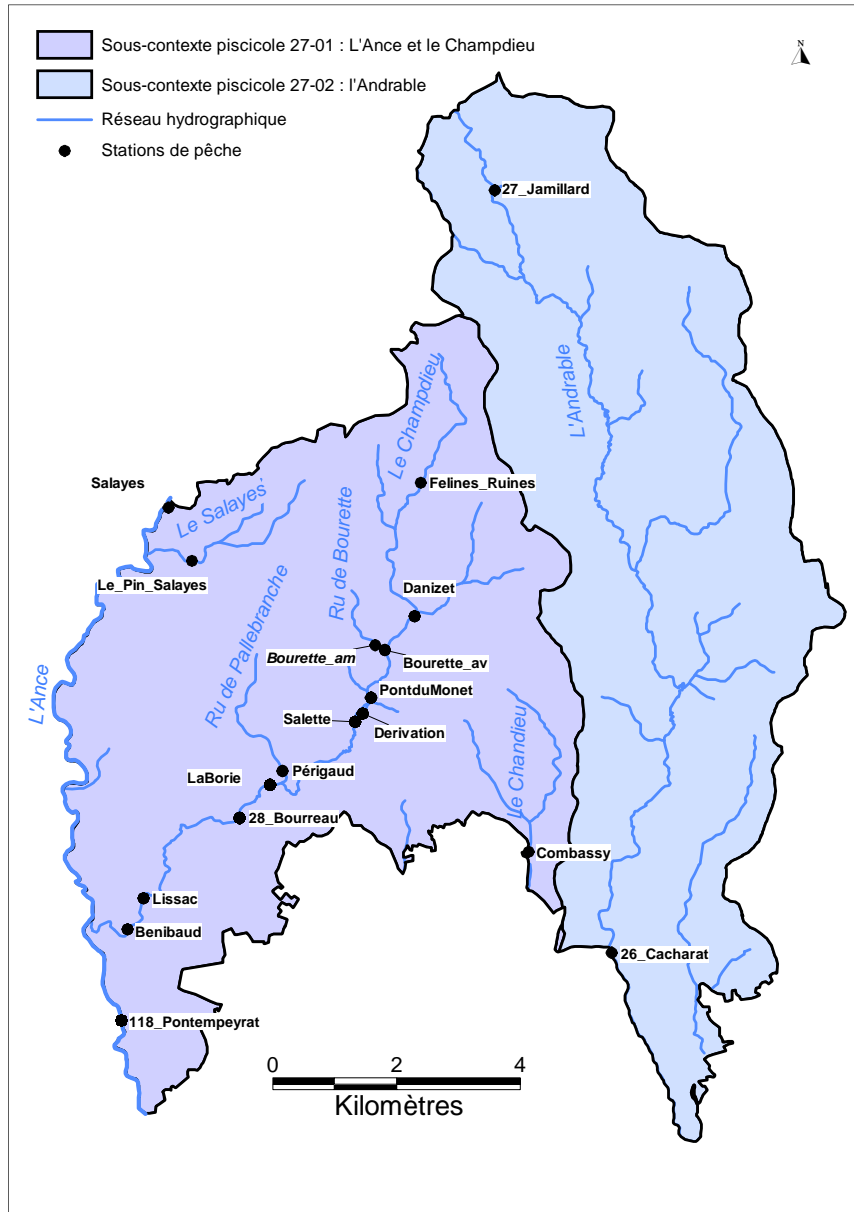 Sous-contexte piscicole 27-01 : L'Ance et le Champdieu
N
Sous-contexte piscicole 27-02 : l'Andrable
Réseau hydrographique
Stations de pêche
27_Jamillard
L'Andrable
Le Champdieu
Salayes
Felines_Ruines
Le Salayes
Ru de Bourette
Le_Pin_Salayes
Danizet
Ru de Pallebranche
Bourette_am
Bourette_av
L'Ance
PontduMonet
Salette
Derivation
Le Chandieu
Périgaud
LaBorie
28_Bourreau
Combassy
Lissac
Benibaud
26_Cacharat
118_Pontempeyrat
0 2 4
Kilomètres